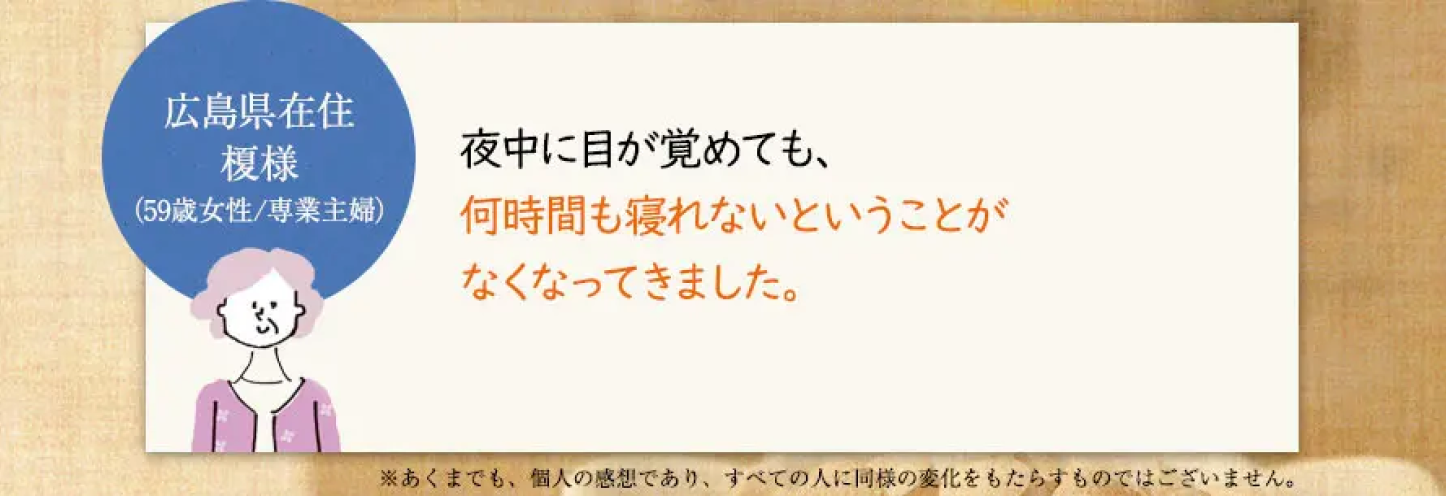 広島県在住
榎様
(59歳女性/専業主婦)
夜中に目が覚めても、
何時間も寝れないということが
なくなってきました。
※あくまでも、個人の感想であり、すべての人に同様の変化をもたらすものではございません。